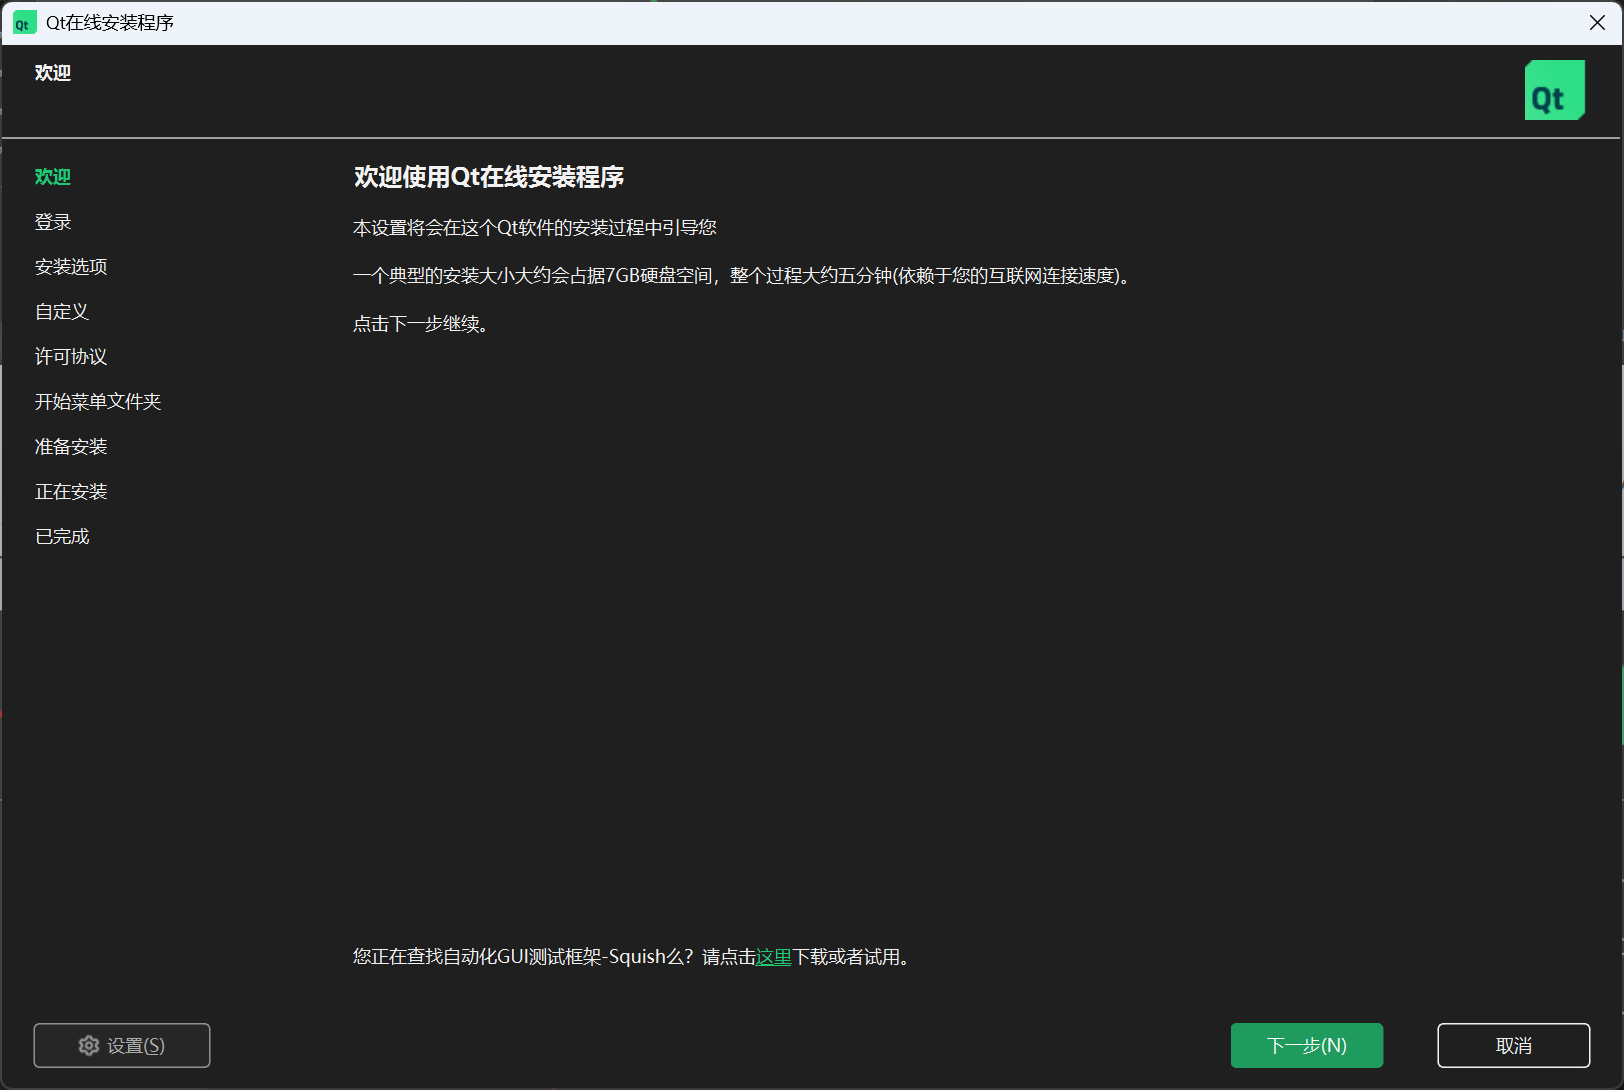 Qt在线安装程序
欢迎
Qt
欢迎
登录
安装选项
自定义
许可协议
开始菜单文件夹
准备安装
正在安装
已完成
欢迎使用Qt在线安装程序
本设置将会在这个Qt软件的安装过程中引导您
一个典型的安装大小大约会占据7GB硬盘空间，整个过程大约五分钟(依赖于您的互联网连接速度)。
点击下一步继续。
您正在查找自动化GUI测试框架-Squish么？请点击这里下载或者试用。
设置(S)
下一步(N)
取消